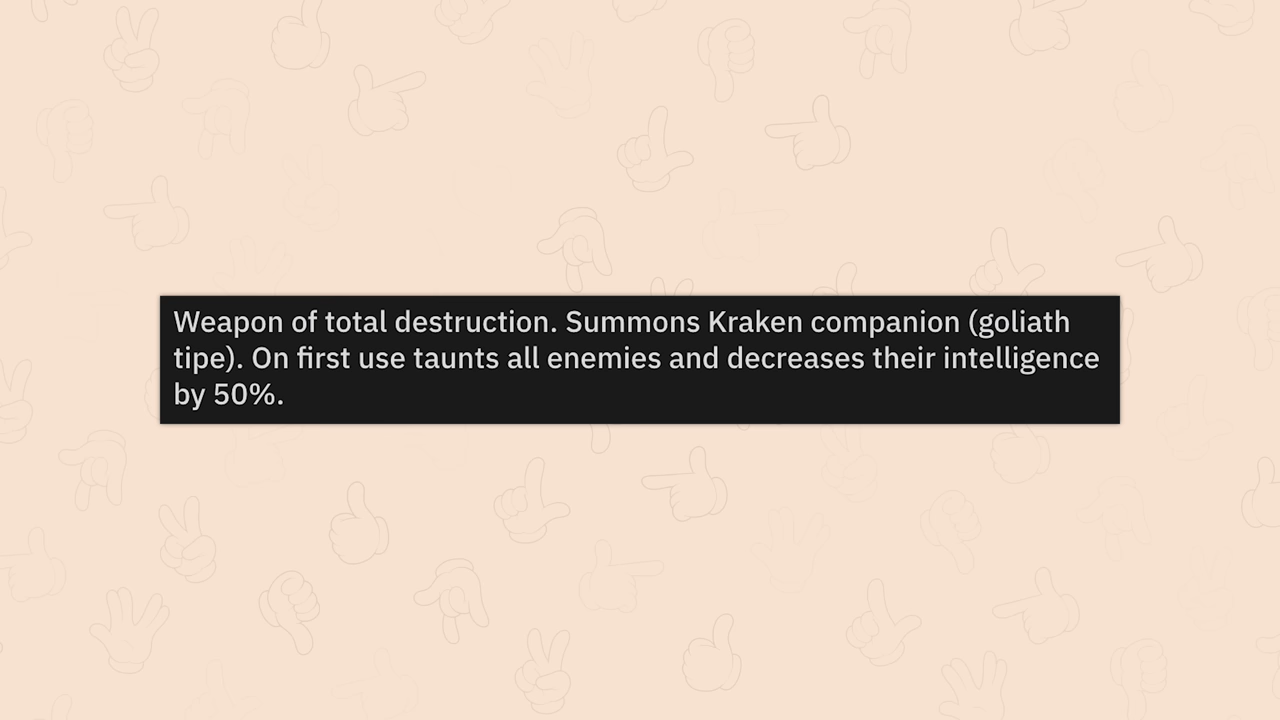 Weapon of total destruction. Summons Kraken companion (goliath
tipe). On first use taunts all enemies and decreases their intelligence
by 50%.